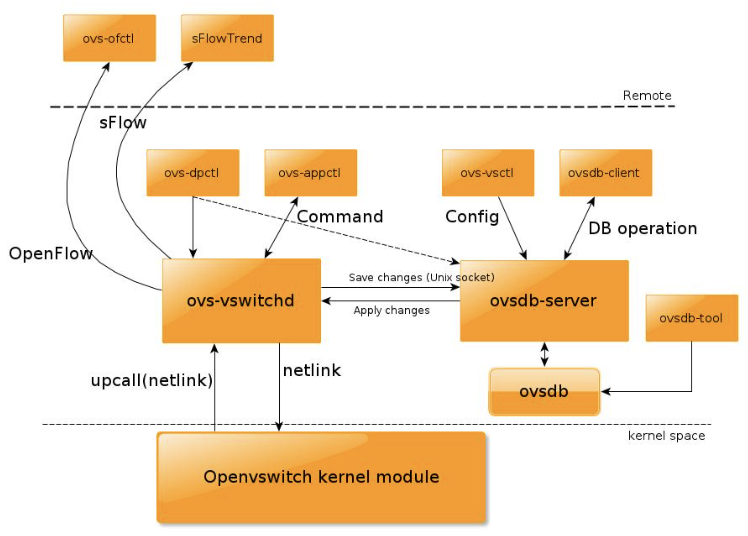 ovs-ofctl
sFlowTrend
Remote
sFlow
ovs-dpctl
ovs-appctl
ovs-vsctl
ovsdb-client
Command
Config
DB operation
OpenFlow
Save changes (Unix socket)
ovs-vswitchd
ovsdb-server
Apply changes
ovsdb-tool
netlink
upcall(netlink)
ovsdb
kernel space
Openvswitch kernel module